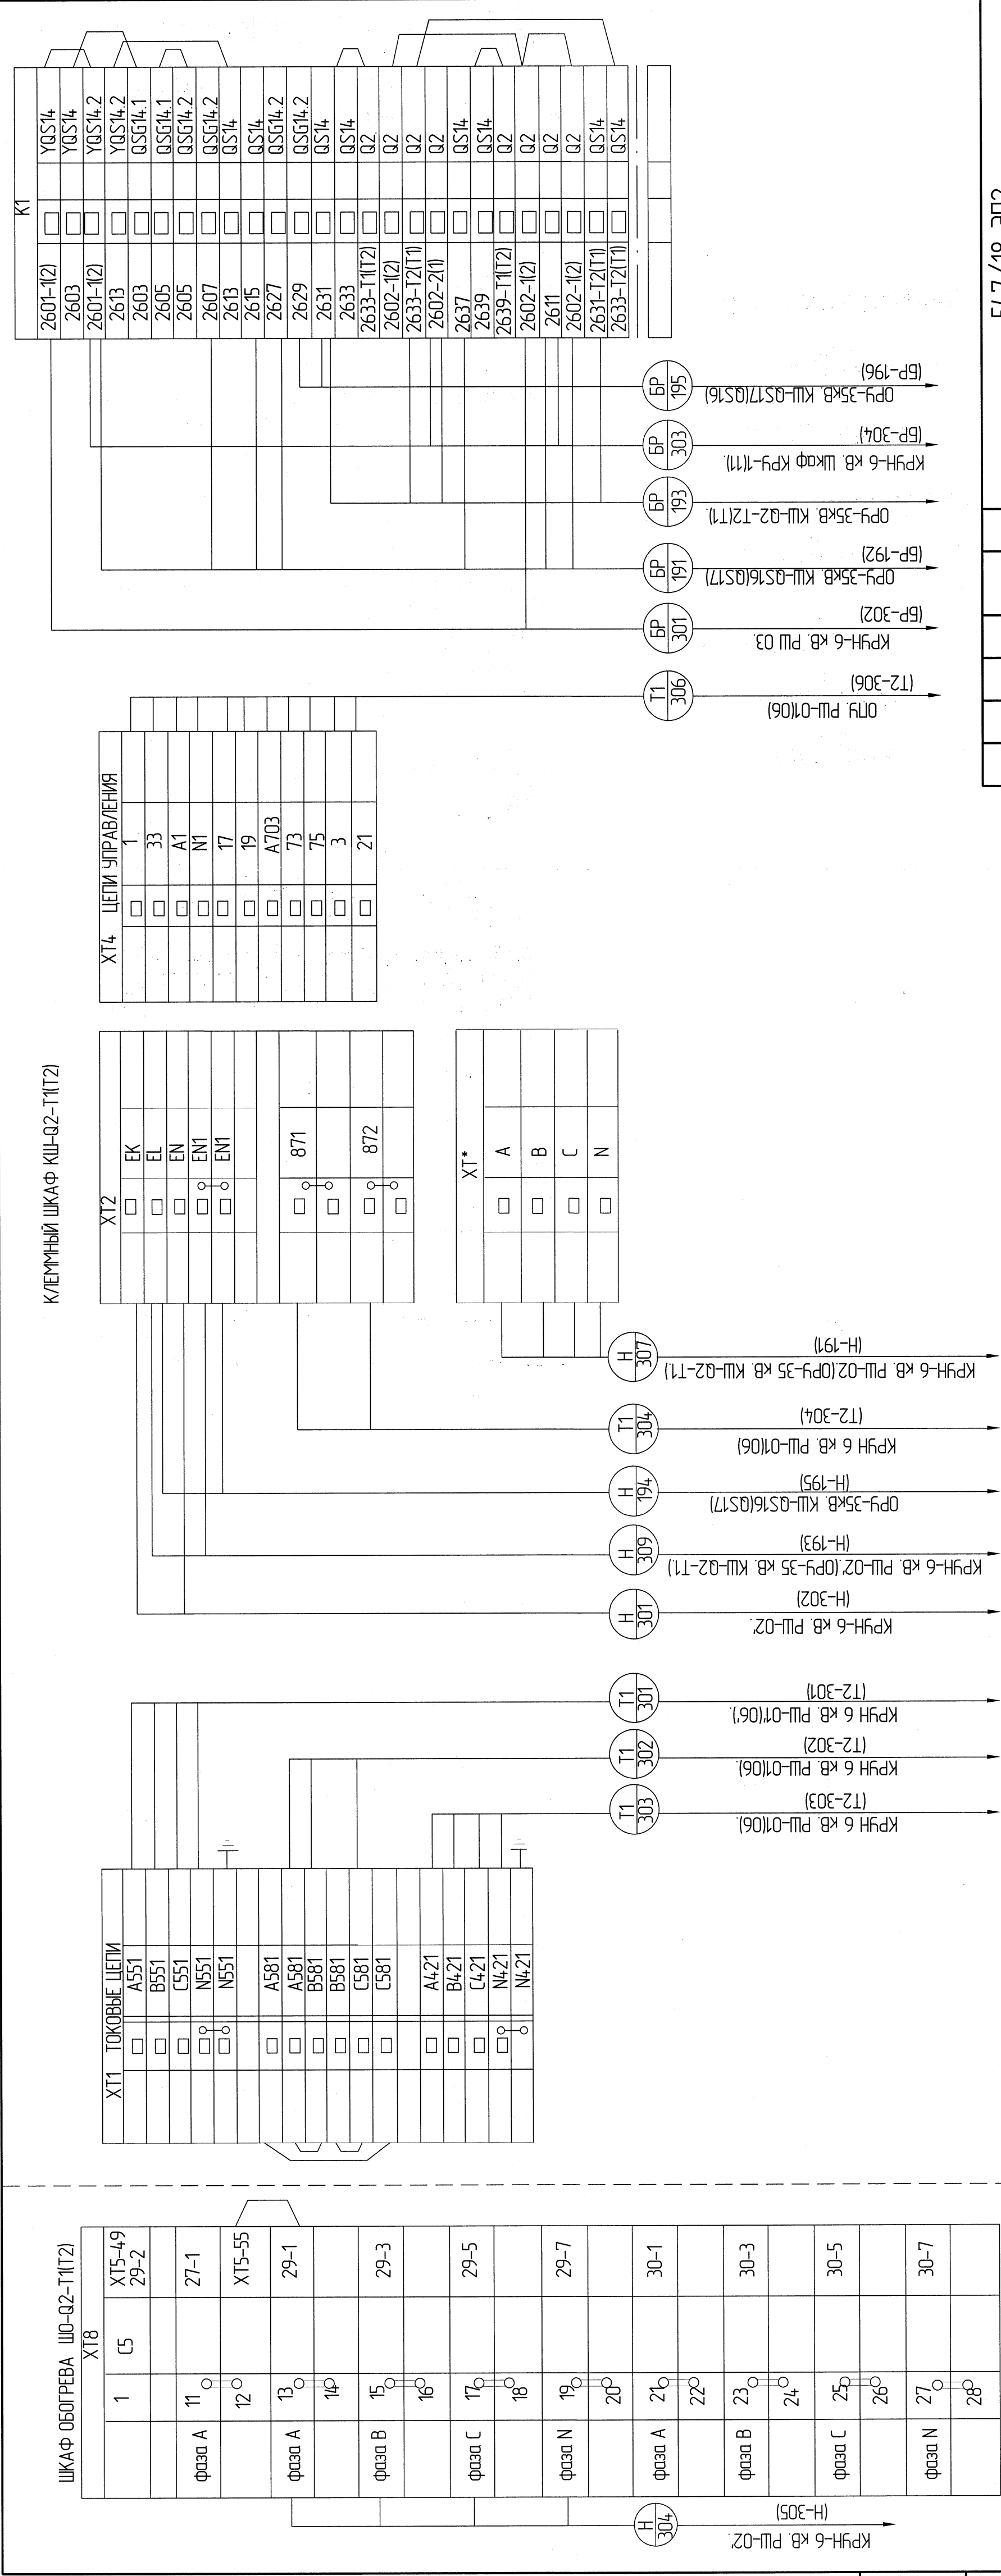 К1
2601-1(2) YQS14
2603 YQS14
2601-1(2) YQS14.2
2613 YQS14.2
2603 QSG14.1
2605 QSG14.1
2605 QSG14.2
2607 QSG14.2
2613 QS14
2615 QS14
2627 QSG14.2
2629 QSG14.2
2631 QS14
2633 QS14
2633-Т1(Т2) Q2
2602-1(2) Q2
2633-Т2(Т1) Q2
2602-2(1) Q2
2637 QS14
2639 QS14
2639-Т1(Т2) Q2
2602-1(2) Q2
2611 Q2
2602-1(2) Q2
2631-Т2(Т1) QS14
2633-Т2(Т1) QS14
БР 195
ОРУ-35кВ. КШ-QS17(QS16)
(БР-196)
БР 303
КРУН-6 кВ. Шкаф КРУ-1(11).
(БР-304)
БР 193
ОРУ-35кВ. КШ-Q2-Т2(Т1).
БР 191
ОРУ-35кВ. КШ-QS16(QS17)
(БР-192)
БР 301
КРУН-6 кВ. РШ 03.
(БР-302)
Т1 306
ОПУ. РШ-01(06)
(Т2-306)
ХТ4 ЦЕПИ УПРАВЛЕНИЯ
1
33
А1
N1
17
19
А703
73
75
3
21
КЛЕММНЫЙ ШКАФ КШ-Q2-Т1(Т2)
ХТ2
ЕК
EL
EN
EN1
EN1
871
872
ХТ*
А
В
С
N
Н 307
КРУН-6 кВ. РШ-02.(ОРУ-35 кВ. КШ-Q2-Т1.)
(Н-191)
Т1 304
КРУН 6 кВ. РШ-01(06)
(Т2-304)
Н 194
ОРУ-35кВ. КШ-QS16(QS17)
(Н-195)
Н 309
КРУН-6 кВ. РШ-02'.(ОРУ-35 кВ. КШ-Q2-Т1.)
(Н-193)
Н 301
КРУН-6 кВ. РШ-02'.
(Н-302)
Т1 301
КРУН 6 кВ. РШ-01'(06').
(Т2-301)
Т1 302
КРУН 6 кВ. РШ-01(06).
(Т2-302)
Т1 303
КРУН 6 кВ. РШ-01(06).
(Т2-303)
ХТ1 ТОКОВЫЕ ЦЕПИ
А551
В551
С551
N551
N551
А581
А581
В581
В581
С581
С581
А421
В421
С421
N421
N421
ШКАФ ОБОГРЕВА ШО-Q2-Т1(Т2)
ХТ8
1 С5 ХТ5-49 29-2
фаза А 11 27-1
12 ХТ5-55
фаза А 13 29-1
14
фаза В 15 29-3
16
фаза С 17 29-5
18
фаза N 19 29-7
20
фаза А 21 30-1
22
фаза В 23 30-3
24
фаза С 25 30-5
26
фаза N 27 30-7
28
Н 304
КРУН-6 кВ. РШ-02'.
(Н-305)